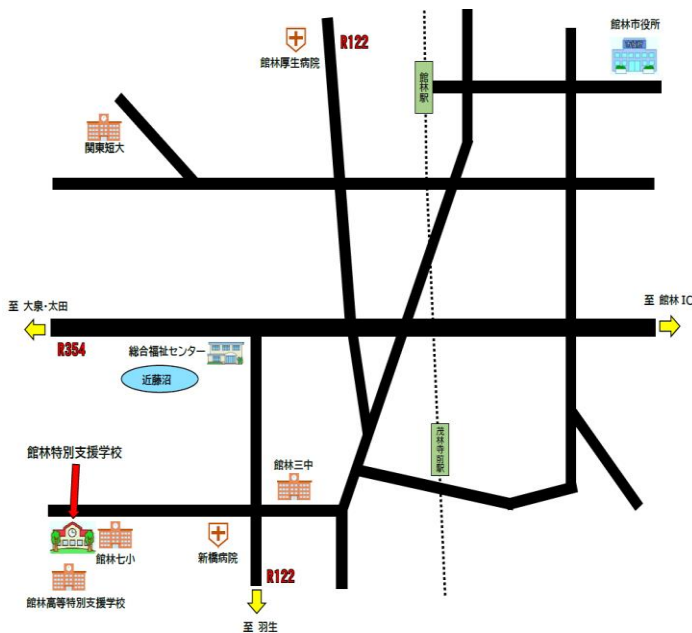 館林市役所
R122
館林厚生病院
館林駅
関東短大
至 大泉・太田
至 館林 IC
R354
総合福祉センター
近藤沼
茂林寺前駅
館林特別支援学校
館林三中
館林七小
新橋病院
R122
館林高等特別支援学校
至 羽生